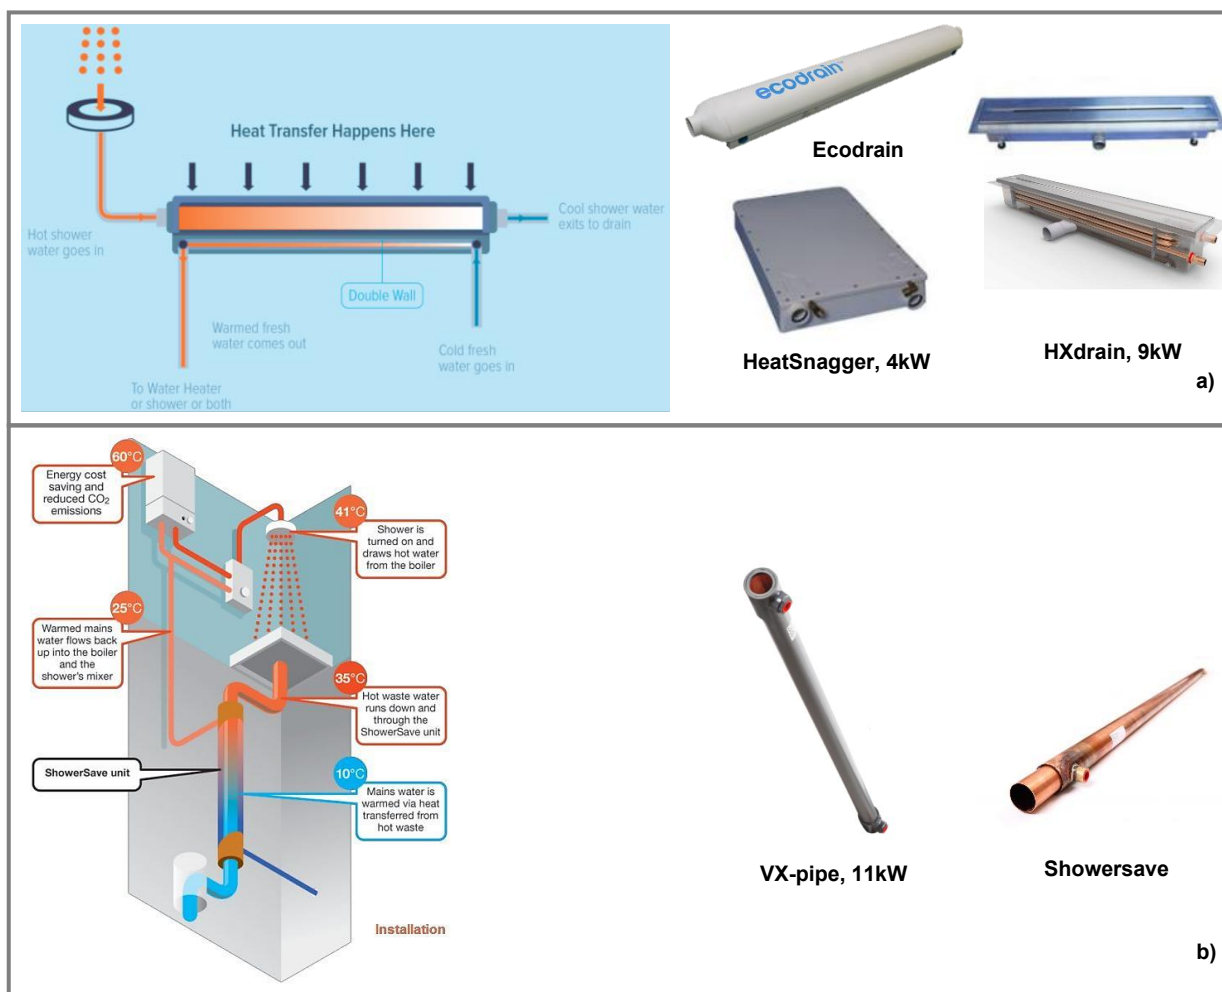 Heat Transfer Happens Here
Hot shower
water goes in
Cool shower water
exits to drain
Double Wall
Warmed fresh
water comes out
Cold fresh
water goes in
To Water Heater
or shower or both
ecodrain
Ecodrain
HeatSnagger, 4kW
HXdrain, 9kW
a)
60°C
Energy cost
saving and
reduced CO₂
emissions
41°C
Shower is
turned on and
draws hot water
from the boiler
25°C
Warmed mains
water flows back
up into the boiler
and the
shower's mixer
35°C
Hot waste water
runs down and
through the
ShowerSave unit
ShowerSave unit
10°C
Mains water is
warmed via heat
transferred from
hot waste
Installation
VX-pipe, 11kW
Showersave
b)